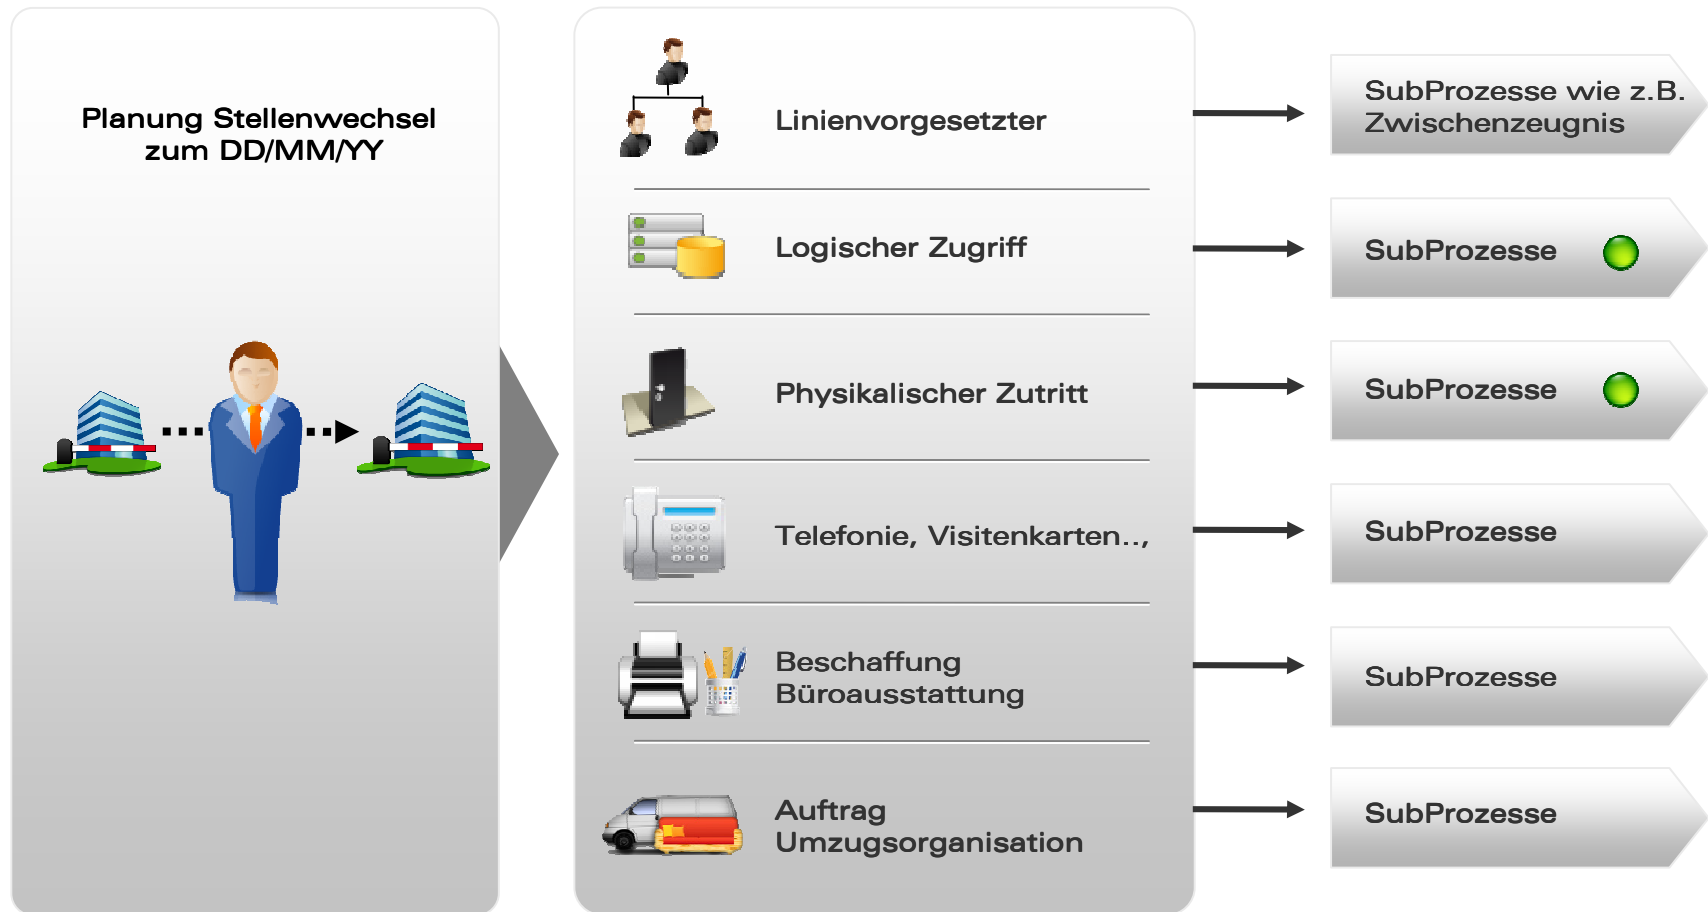 Planung Stellenwechsel
zum DD/MM/YY
Linienvorgesetzter
SubProzesse wie z.B.
Zwischenzeugnis
Logischer Zugriff
SubProzesse
Physikalischer Zutritt
SubProzesse
Telefonie, Visitenkarten..,
SubProzesse
Beschaffung
Büroausstattung
SubProzesse
Auftrag
Umzugsorganisation
SubProzesse